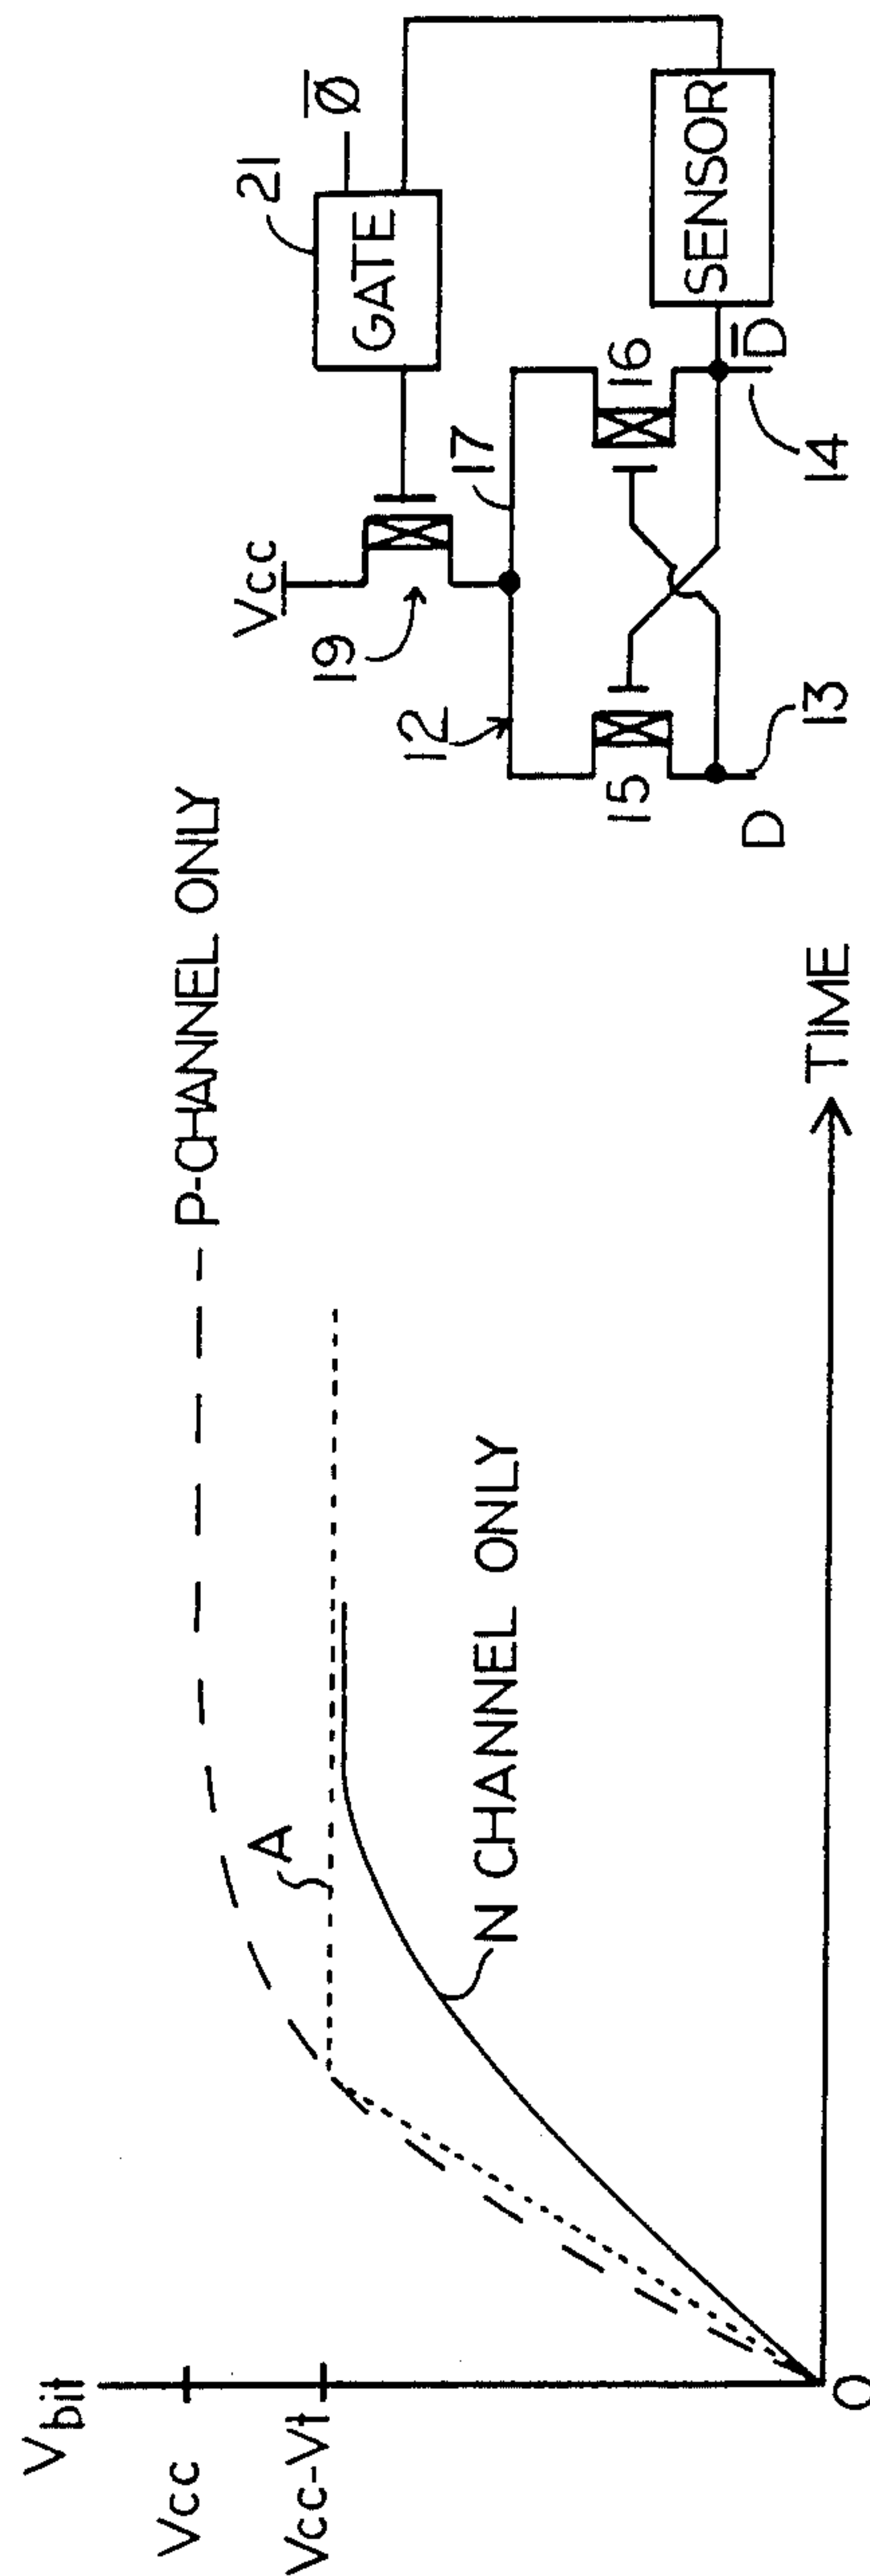 Vbit
Vcc
Vcc-Vt
O
A
P-CHANNEL ONLY
N CHANNEL ONLY
TIME
Vcc
19
21
GATE
Ø̅
12
17
15
16
SENSOR
D
13
D̅
14